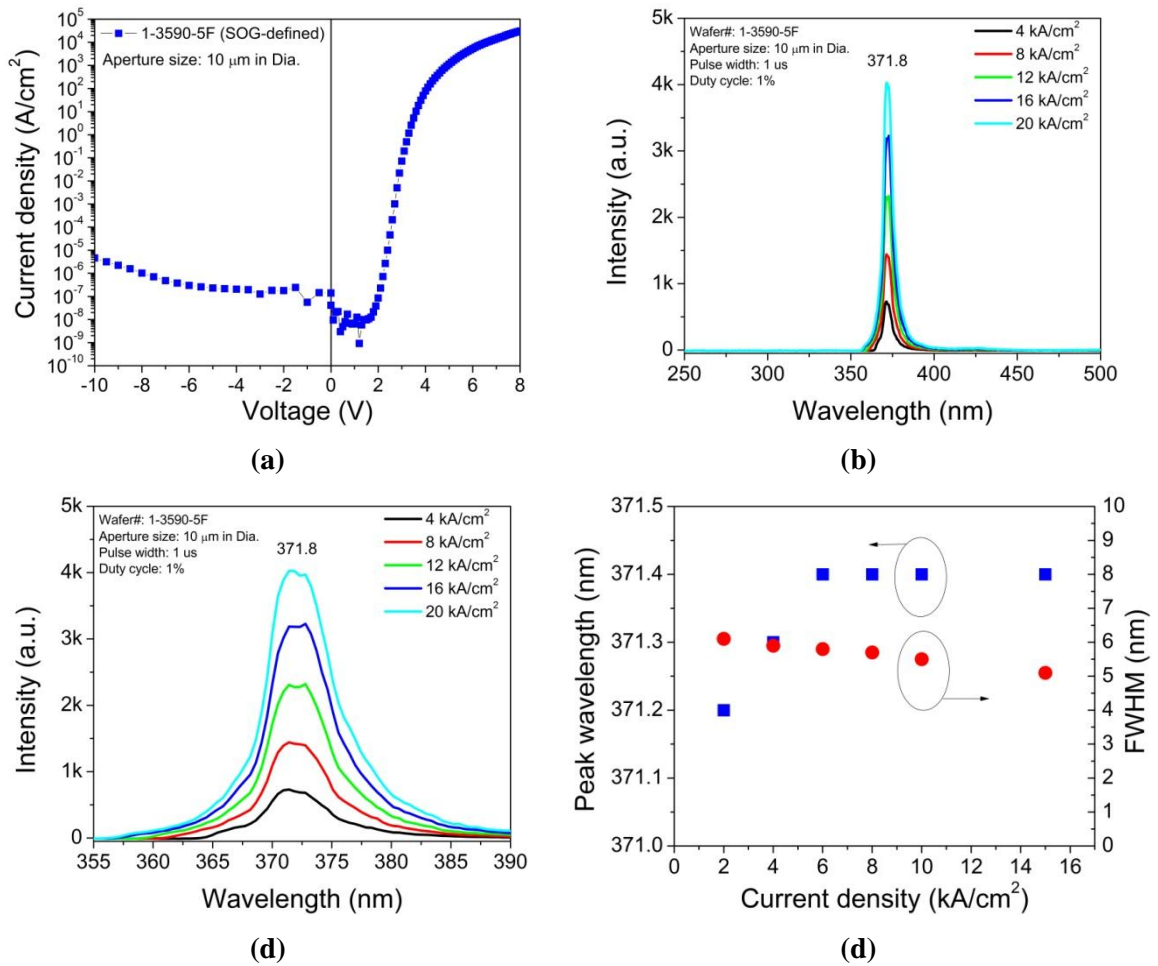 10⁵
10⁴
10³
10²
10¹
10⁰
10⁻¹
10⁻²
10⁻³
10⁻⁴
10⁻⁵
10⁻⁶
10⁻⁷
10⁻⁸
10⁻⁹
10⁻¹⁰
Current density (A/cm²)
1-3590-5F (SOG-defined)
Aperture size: 10 μm in Dia.
-10 -8 -6 -4 -2 0 2 4 6 8
Voltage (V)
(a)
5k
4k
3k
2k
1k
0
Intensity (a.u.)
Wafer#: 1-3590-5F
Aperture size: 10 μm in Dia.
Pulse width: 1 us
Duty cycle: 1%
371.8
4 kA/cm²
8 kA/cm²
12 kA/cm²
16 kA/cm²
20 kA/cm²
250 300 350 400 450 500
Wavelength (nm)
(b)
5k
4k
3k
2k
1k
0
Intensity (a.u.)
Wafer#: 1-3590-5F
Aperture size: 10 μm in Dia.
Pulse width: 1 us
Duty cycle: 1%
371.8
4 kA/cm²
8 kA/cm²
12 kA/cm²
16 kA/cm²
20 kA/cm²
355 360 365 370 375 380 385 390
Wavelength (nm)
(d)
371.5
371.4
371.3
371.2
371.1
371.0
Peak wavelength (nm)
10
9
8
7
6
5
4
3
2
1
0
FWHM (nm)
0 2 4 6 8 10 12 14 16
Current density (kA/cm²)
(d)